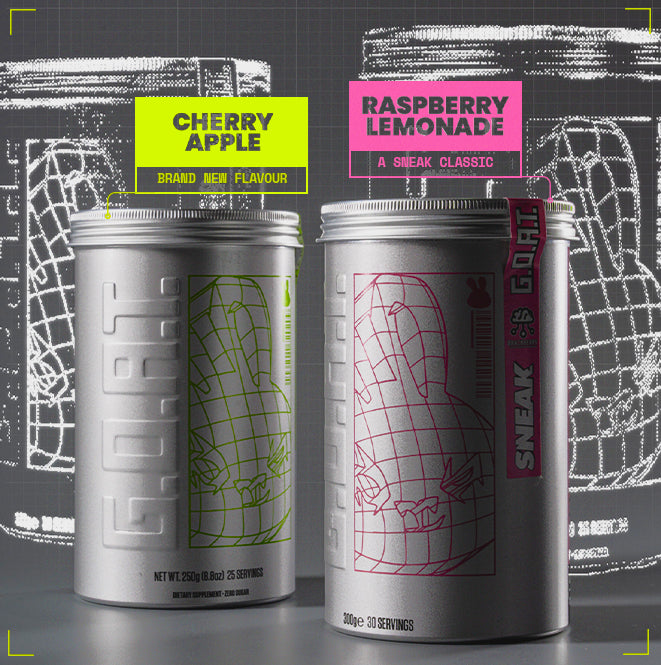 CHERRY
APPLE
BRAND NEW FLAVOUR
RASPBERRY
LEMONADE
A SNEAK CLASSIC
G.O.A.T.
NET WT. 250g (8.8oz) 25 SERVINGS
DIETARY SUPPLEMENT • ZERO SUGAR
G.O.A.T.
G.O.A.T.
SNEAK
300g℮ 30 SERVINGS